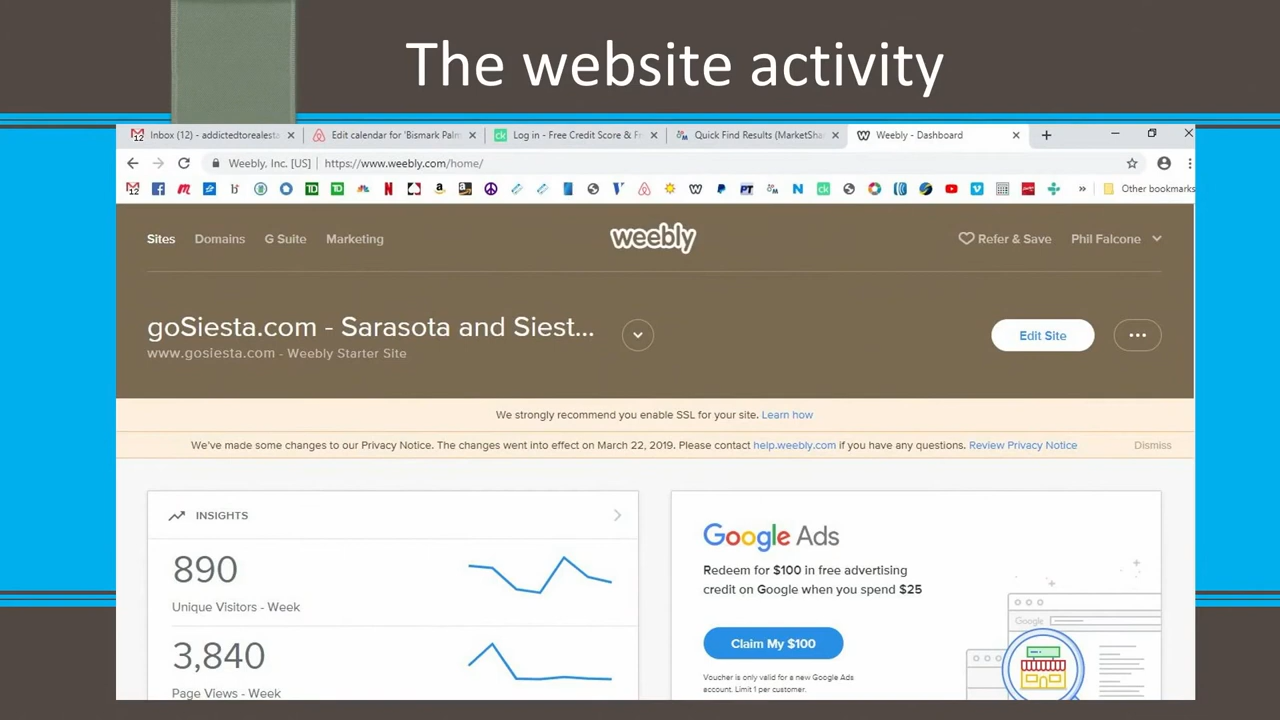 The website activity
Inbox (12) - addictedtorealesta
Edit calendar for 'Bismark Palm
Log in - Free Credit Score & Fr
Quick Find Results (MarketSha
Weebly - Dashboard
Weebly, Inc. [US]
https://www.weebly.com/home/
Other bookmarks
Sites
Domains
G Suite
Marketing
weebly
Refer & Save
Phil Falcone
goSiesta.com - Sarasota and Siest...
www.gosiesta.com - Weebly Starter Site
Edit Site
We strongly recommend you enable SSL for your site. Learn how
We've made some changes to our Privacy Notice. The changes went into effect on March 22, 2019. Please contact help.weebly.com if you have any questions. Review Privacy Notice
Dismiss
INSIGHTS
890
Unique Visitors - Week
3,840
Page Views - Week
Google Ads
Redeem for $100 in free advertising
credit on Google when you spend $25
Claim My $100
Voucher is only valid for a new Google Ads
account. Limit 1 per customer.
Google